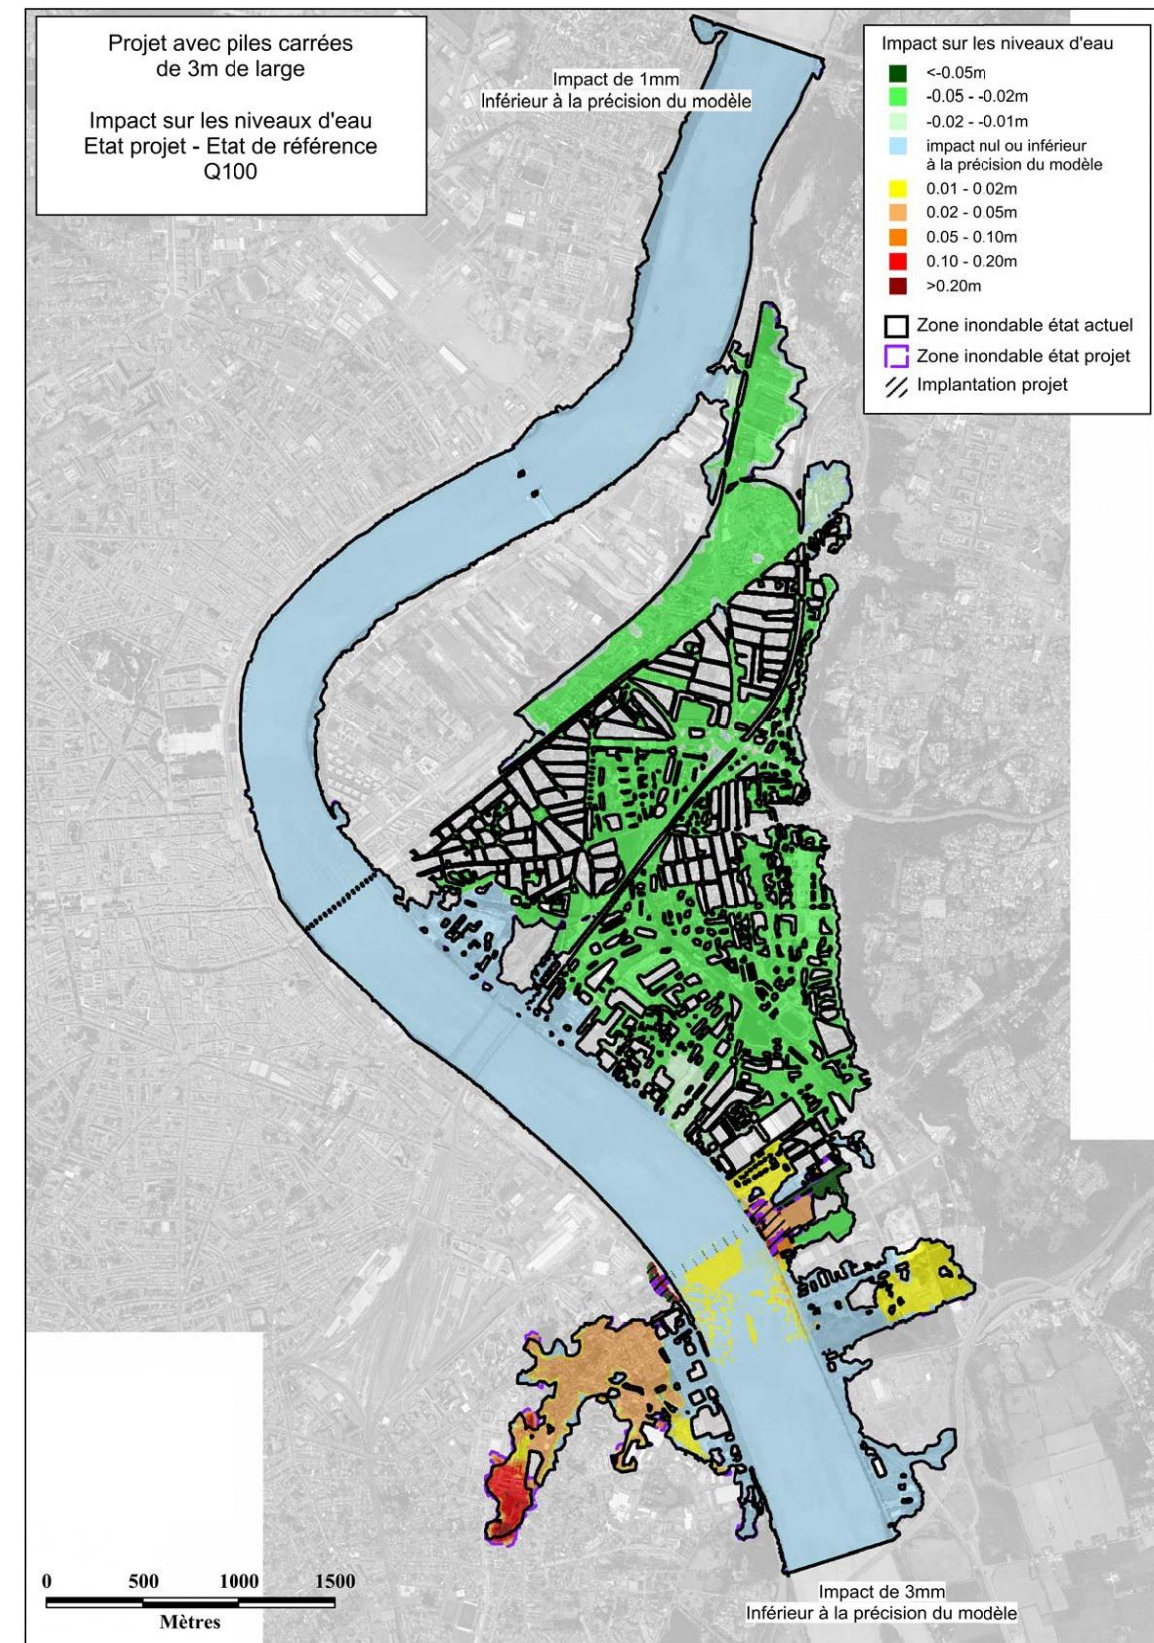 Projet avec piles carrées
de 3m de large
Impact sur les niveaux d'eau
Etat projet - Etat de référence
Q100
Impact de 1mm
Inférieur à la précision du modèle
Impact sur les niveaux d'eau
<-0.05m
-0.05 - -0.02m
-0.02 - -0.01m
impact nul ou inférieur
à la précision du modèle
0.01 - 0.02m
0.02 - 0.05m
0.05 - 0.10m
0.10 - 0.20m
>0.20m
Zone inondable état actuel
Zone inondable état projet
Implantation projet
0 500 1000 1500
Mètres
Impact de 3mm
Inférieur à la précision du modèle